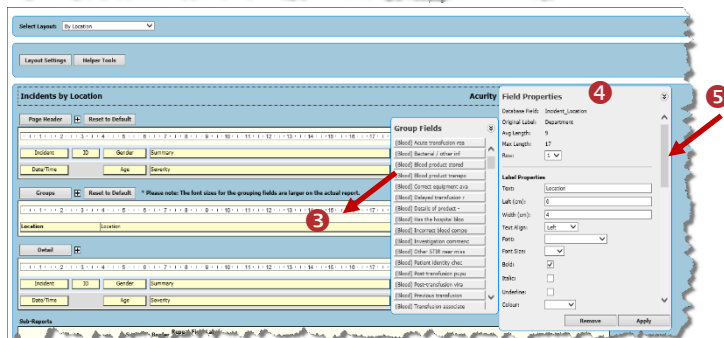 Select Layout: By Location
Layout Settings Helper Tools
Incidents by Location Acurity
Page Header Reset to Default
Incident ID Gender Summary
Date/Time Age Severity
Groups Reset to Default * Please note: The font sizes for the grouping fields are larger on the actual report.
Location Location
Detail
Incident ID Gender Summary
Date/Time Age Severity
Sub-Reports
Group Fields
[Blood] Acute transfusion rea
[Blood] Bacterial / other inf
[Blood] Blood product stored
[Blood] Blood product transpo
[Blood] Correct equipment ava
[Blood] Delayed transfusion r
[Blood] Details of product -
[Blood] Has the hospital bloo
[Blood] Incorrect blood compo
[Blood] Investigation commenc
[Blood] Other STIR near miss
[Blood] Patient identity chec
[Blood] Post-transfusion pupu
[Blood] Post-transfusion vira
[Blood] Previous transfusion
[Blood] Transfusion associate
3
Field Properties 4
Database Field: Incident_Location
Original Label: Department
Avg Length: 9
Max Length: 17
Row: 1
Label Properties
Text: Location
Left (cm): 0
Width (cm): 4
Text Align: Left
Font:
Font Size:
Bold:
Italic:
Underline:
Colour:
Remove Apply
5